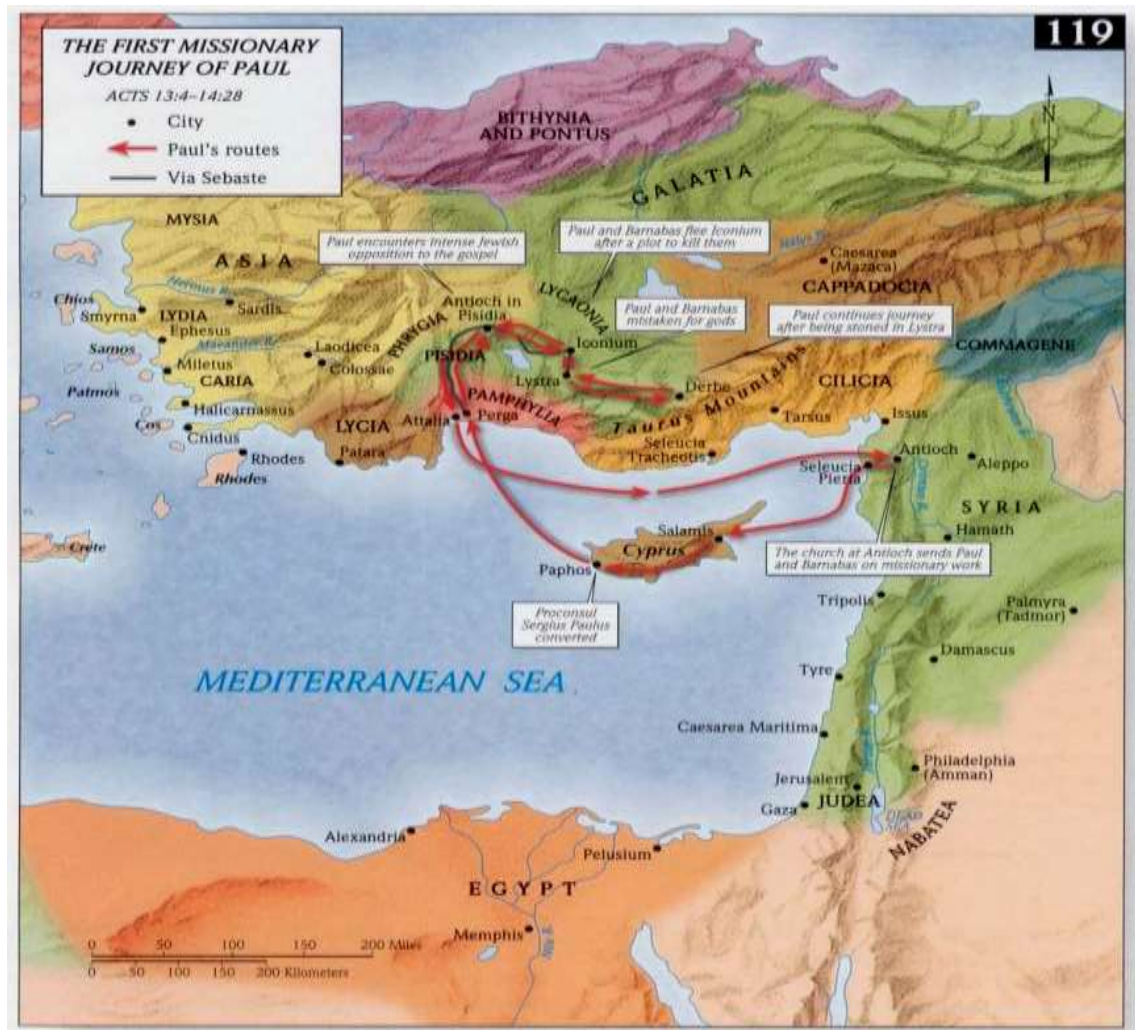 119
THE FIRST MISSIONARY
JOURNEY OF PAUL
ACTS 13:4–14:28
City
Paul's routes
Via Sebaste
N
BITHYNIA
AND PONTUS
GALATIA
MYSIA
ASIA
Paul encounters intense Jewish
opposition to the gospel
Paul and Barnabas flee Iconium
after a plot to kill them
Halys R.
Caesarea
(Mazaca)
CAPPADOCIA
Hermus R.
Chios
Smyrna
LYDIA
Sardis
Ephesus
Antioch in
Pisidia
LYCAONIA
Paul and Barnabas
mistaken for gods
Paul continues journey
after being stoned in Lystra
COMMAGENE
Samos
Maeander R.
Laodicea
Colossae
PHRYGIA
PISIDIA
Iconium
Miletus
Patmos
CARIA
Lystra
Derbe
CILICIA
Taurus Mountains
Halicarnassus
PAMPHYLIA
Attalia
Perga
Tarsus
Issus
Cos
Cnidus
LYCIA
Patara
Seleucia
Tracheotis
Rhodes
Rhodes
Seleucia
Pieria
Antioch
Aleppo
SYRIA
Hamath
Crete
Salamis
Cyprus
Paphos
The church at Antioch sends Paul
and Barnabas on missionary work
Proconsul
Sergius Paulus
converted
Tripolis
Palmyra
(Tadmor)
Damascus
MEDITERRANEAN SEA
Tyre
Caesarea Maritima
Philadelphia
(Amman)
Jerusalem
Gaza
JUDEA
DEAD
SEA
NABATEA
Alexandria
Pelusium
EGYPT
Memphis
Nile R.
0 50 100 150 200 Miles
0 50 100 150 200 Kilometers